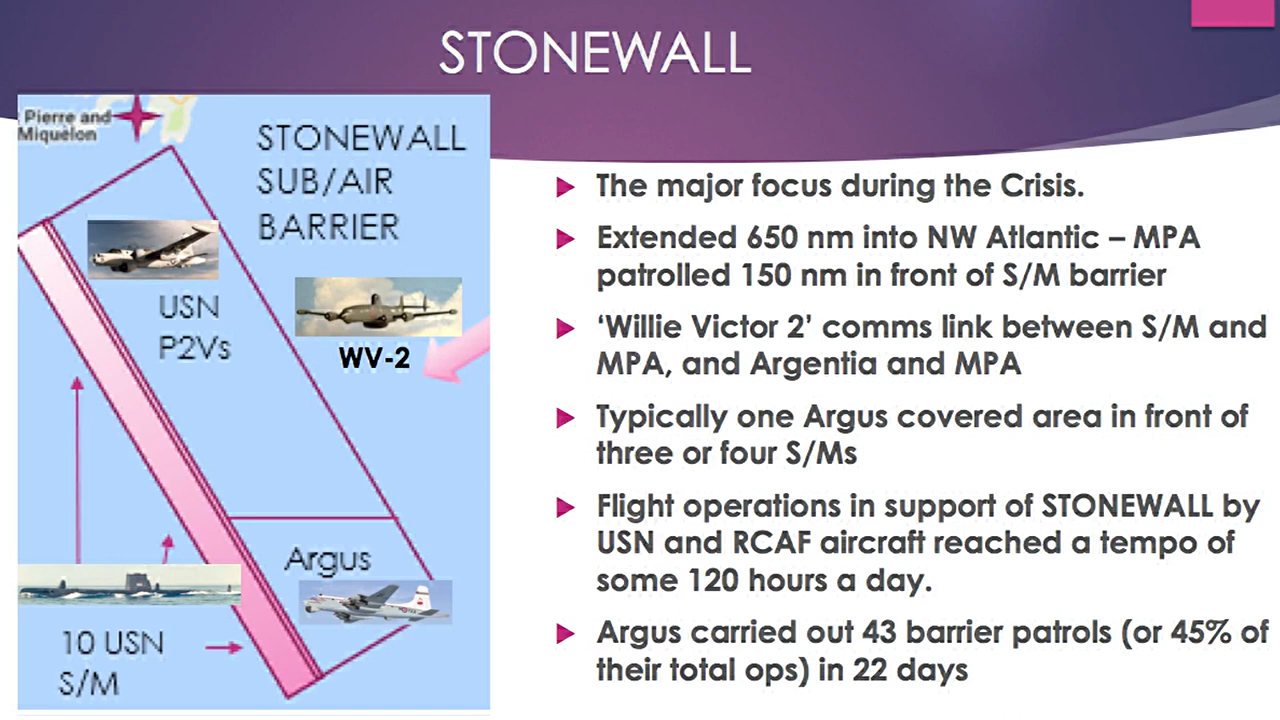 STONEWALL
Pierre and
Miquelon
STONEWALL
SUB/AIR
BARRIER
USN
P2Vs
WV-2
Argus
10 USN
S/M
The major focus during the Crisis.
Extended 650 nm into NW Atlantic – MPA
patrolled 150 nm in front of S/M barrier
‘Willie Victor 2’ comms link between S/M and
MPA, and Argentia and MPA
Typically one Argus covered area in front of
three or four S/Ms
Flight operations in support of STONEWALL by
USN and RCAF aircraft reached a tempo of
some 120 hours a day.
Argus carried out 43 barrier patrols (or 45% of
their total ops) in 22 days